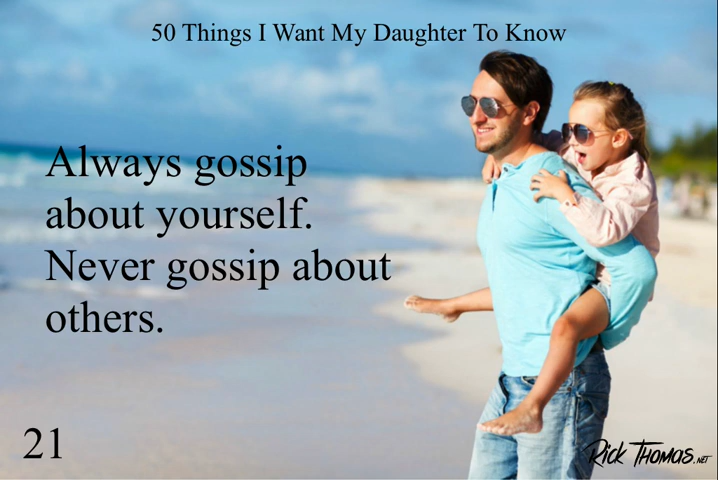 50 Things I Want My Daughter To Know
Always gossip
about yourself.
Never gossip about
others.
21
Rick Thomas.NET